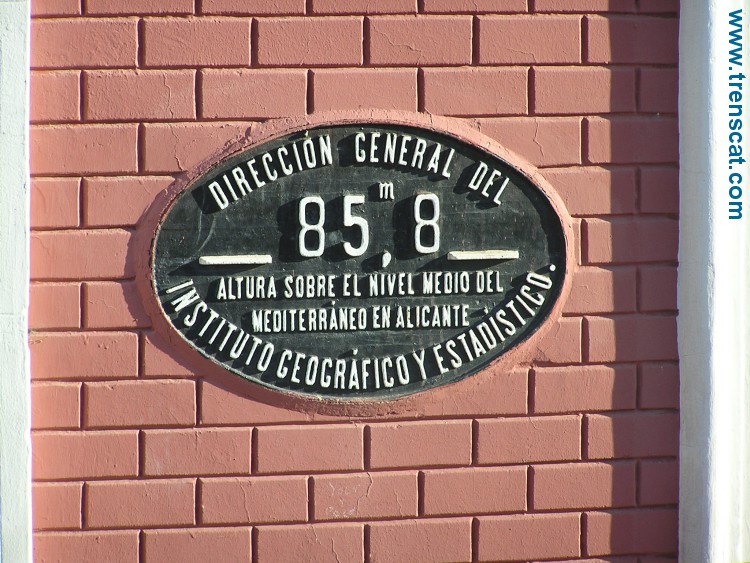 DIRECCIÓN GENERAL DEL
85,m8
ALTURA SOBRE EL NIVEL MEDIO DEL
MEDITERRÁNEO EN ALICANTE
INSTITUTO GEOGRÁFICO Y ESTADÍSTICO.
www.trenscat.com